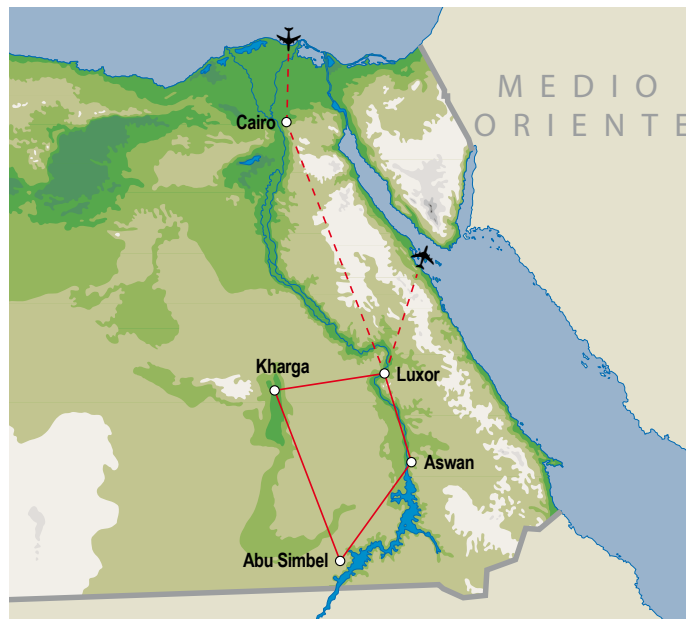 MEDIO
ORIENTE
Cairo
Kharga
Luxor
Aswan
Abu Simbel